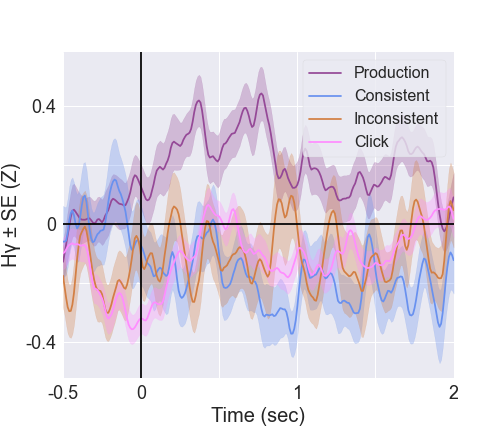 Production
Consistent
Inconsistent
Click
Hγ ± SE (Z)
0.4
0
-0.4
-0.5
0
1
2
Time (sec)